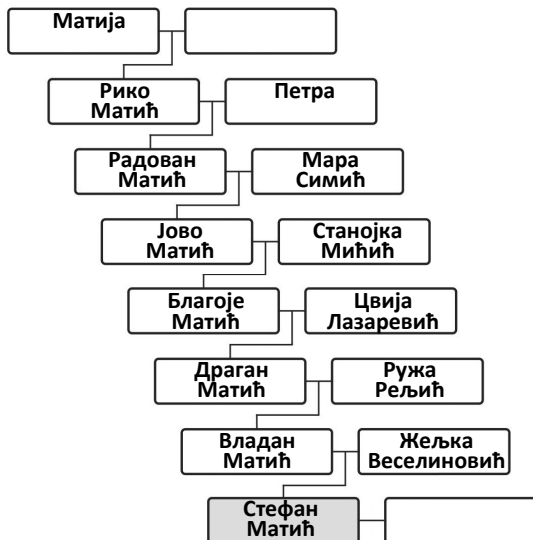 Матија
Рико
Матић
Петра
Радован
Матић
Мара
Симић
Јово
Матић
Станојка
Мићић
Благоје
Матић
Цвија
Лазаревић
Драган
Матић
Ружа
Рељић
Владан
Матић
Жељка
Веселиновић
Стефан
Матић